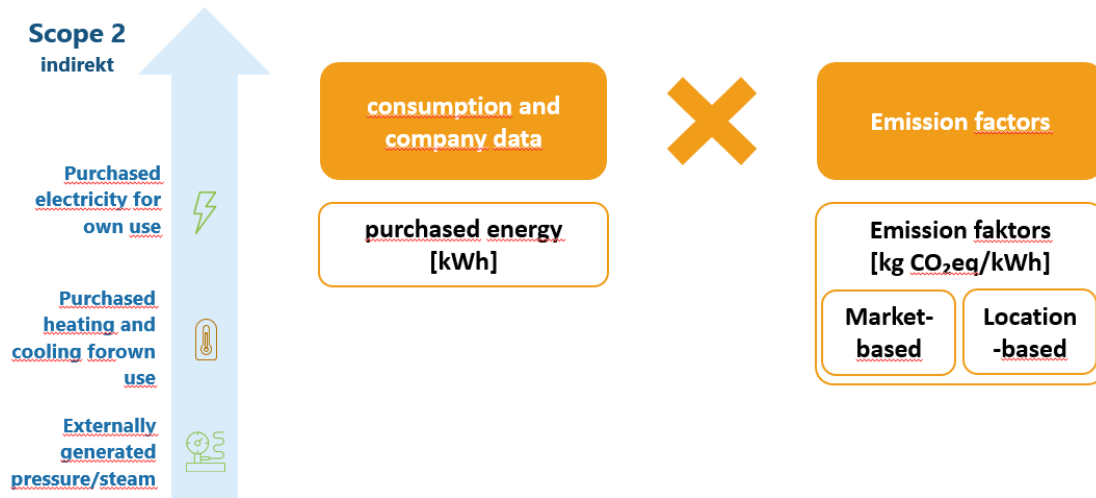 Scope 2
indirekt
Purchased
electricity for
own use
Purchased
heating and
cooling forown
use
Externally
generated
pressure/steam
consumption and
company data
purchased energy
[kWh]
Emission factors
Emission faktors
[kg CO₂eq/kWh]
Market-
based
Location
-based